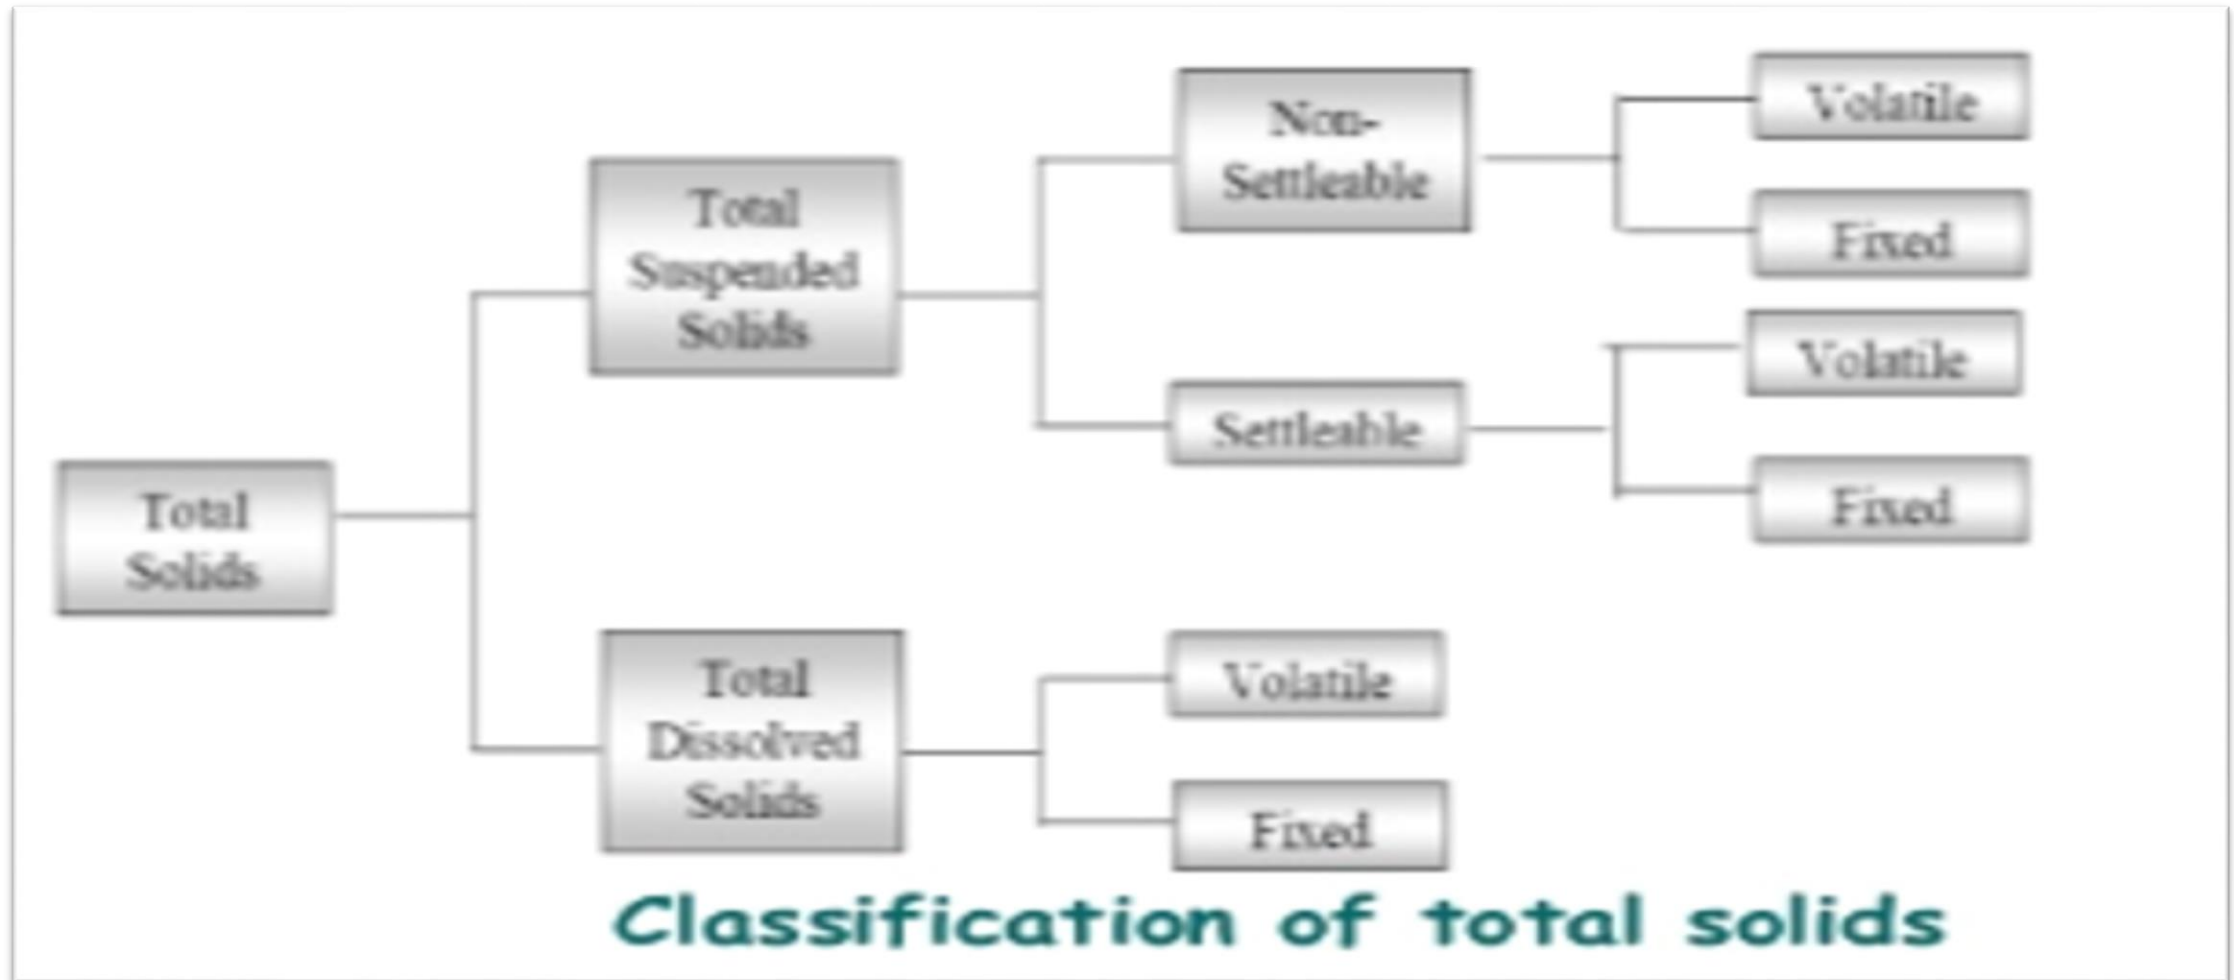 Total
Solids
Total
Suspended
Solids
Non-
Settleable
Volatile
Fixed
Settleable
Volatile
Fixed
Total
Dissolved
Solids
Volatile
Fixed
Classification of total solids